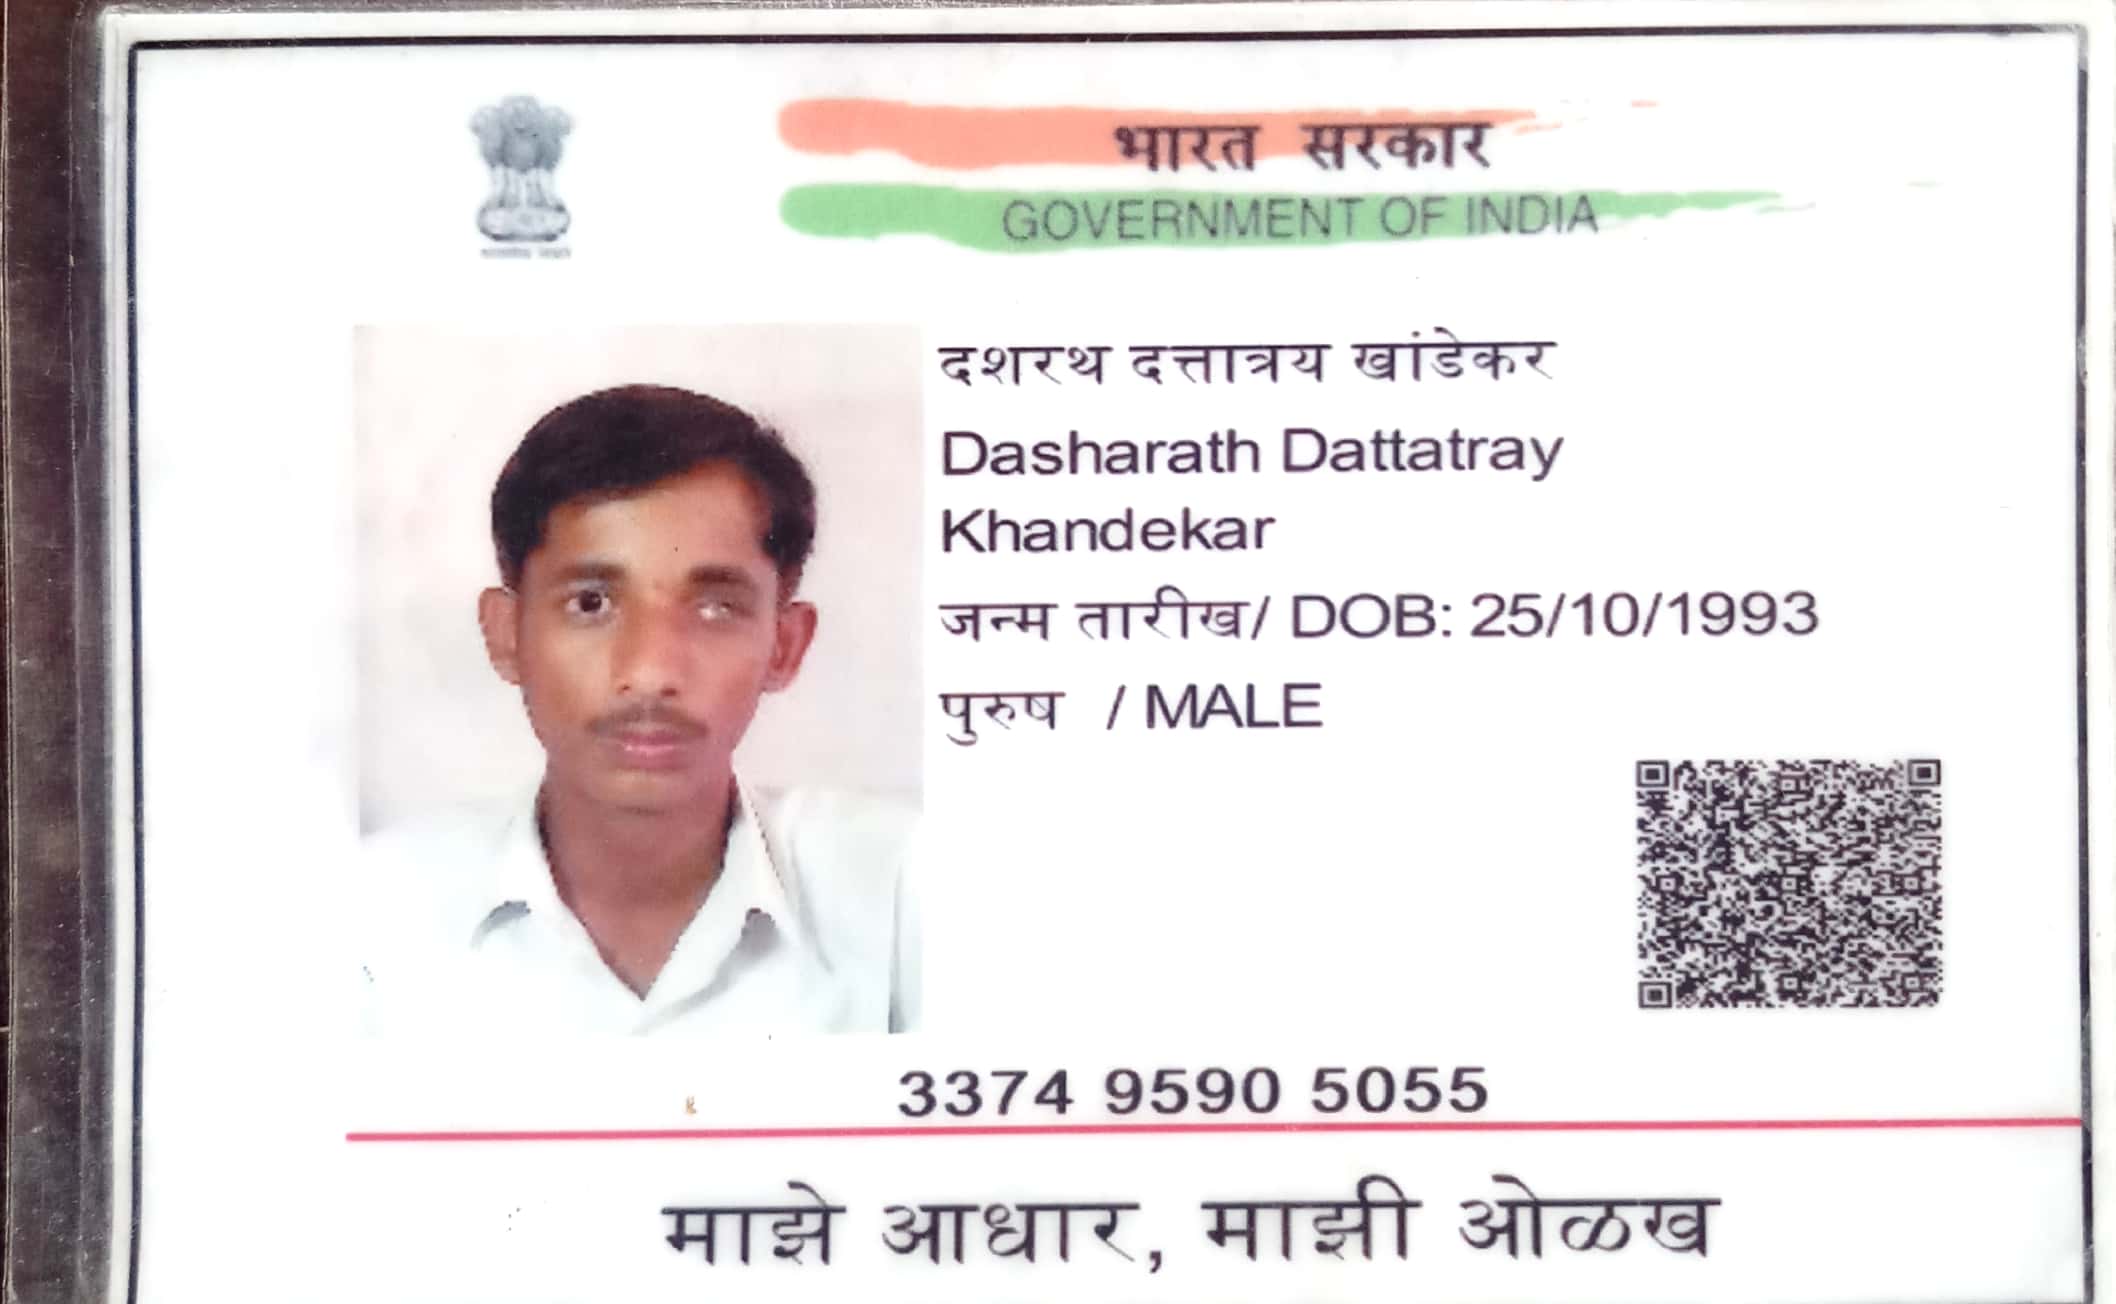 भारत सरकार
GOVERNMENT OF INDIA
दशरथ दत्तात्रय खांडेकर
Dasharath Dattatray
Khandekar
जन्म तारीख/ DOB: 25/10/1993
पुरुष / MALE
3374 9590 5055
माझे आधार, माझी ओळख